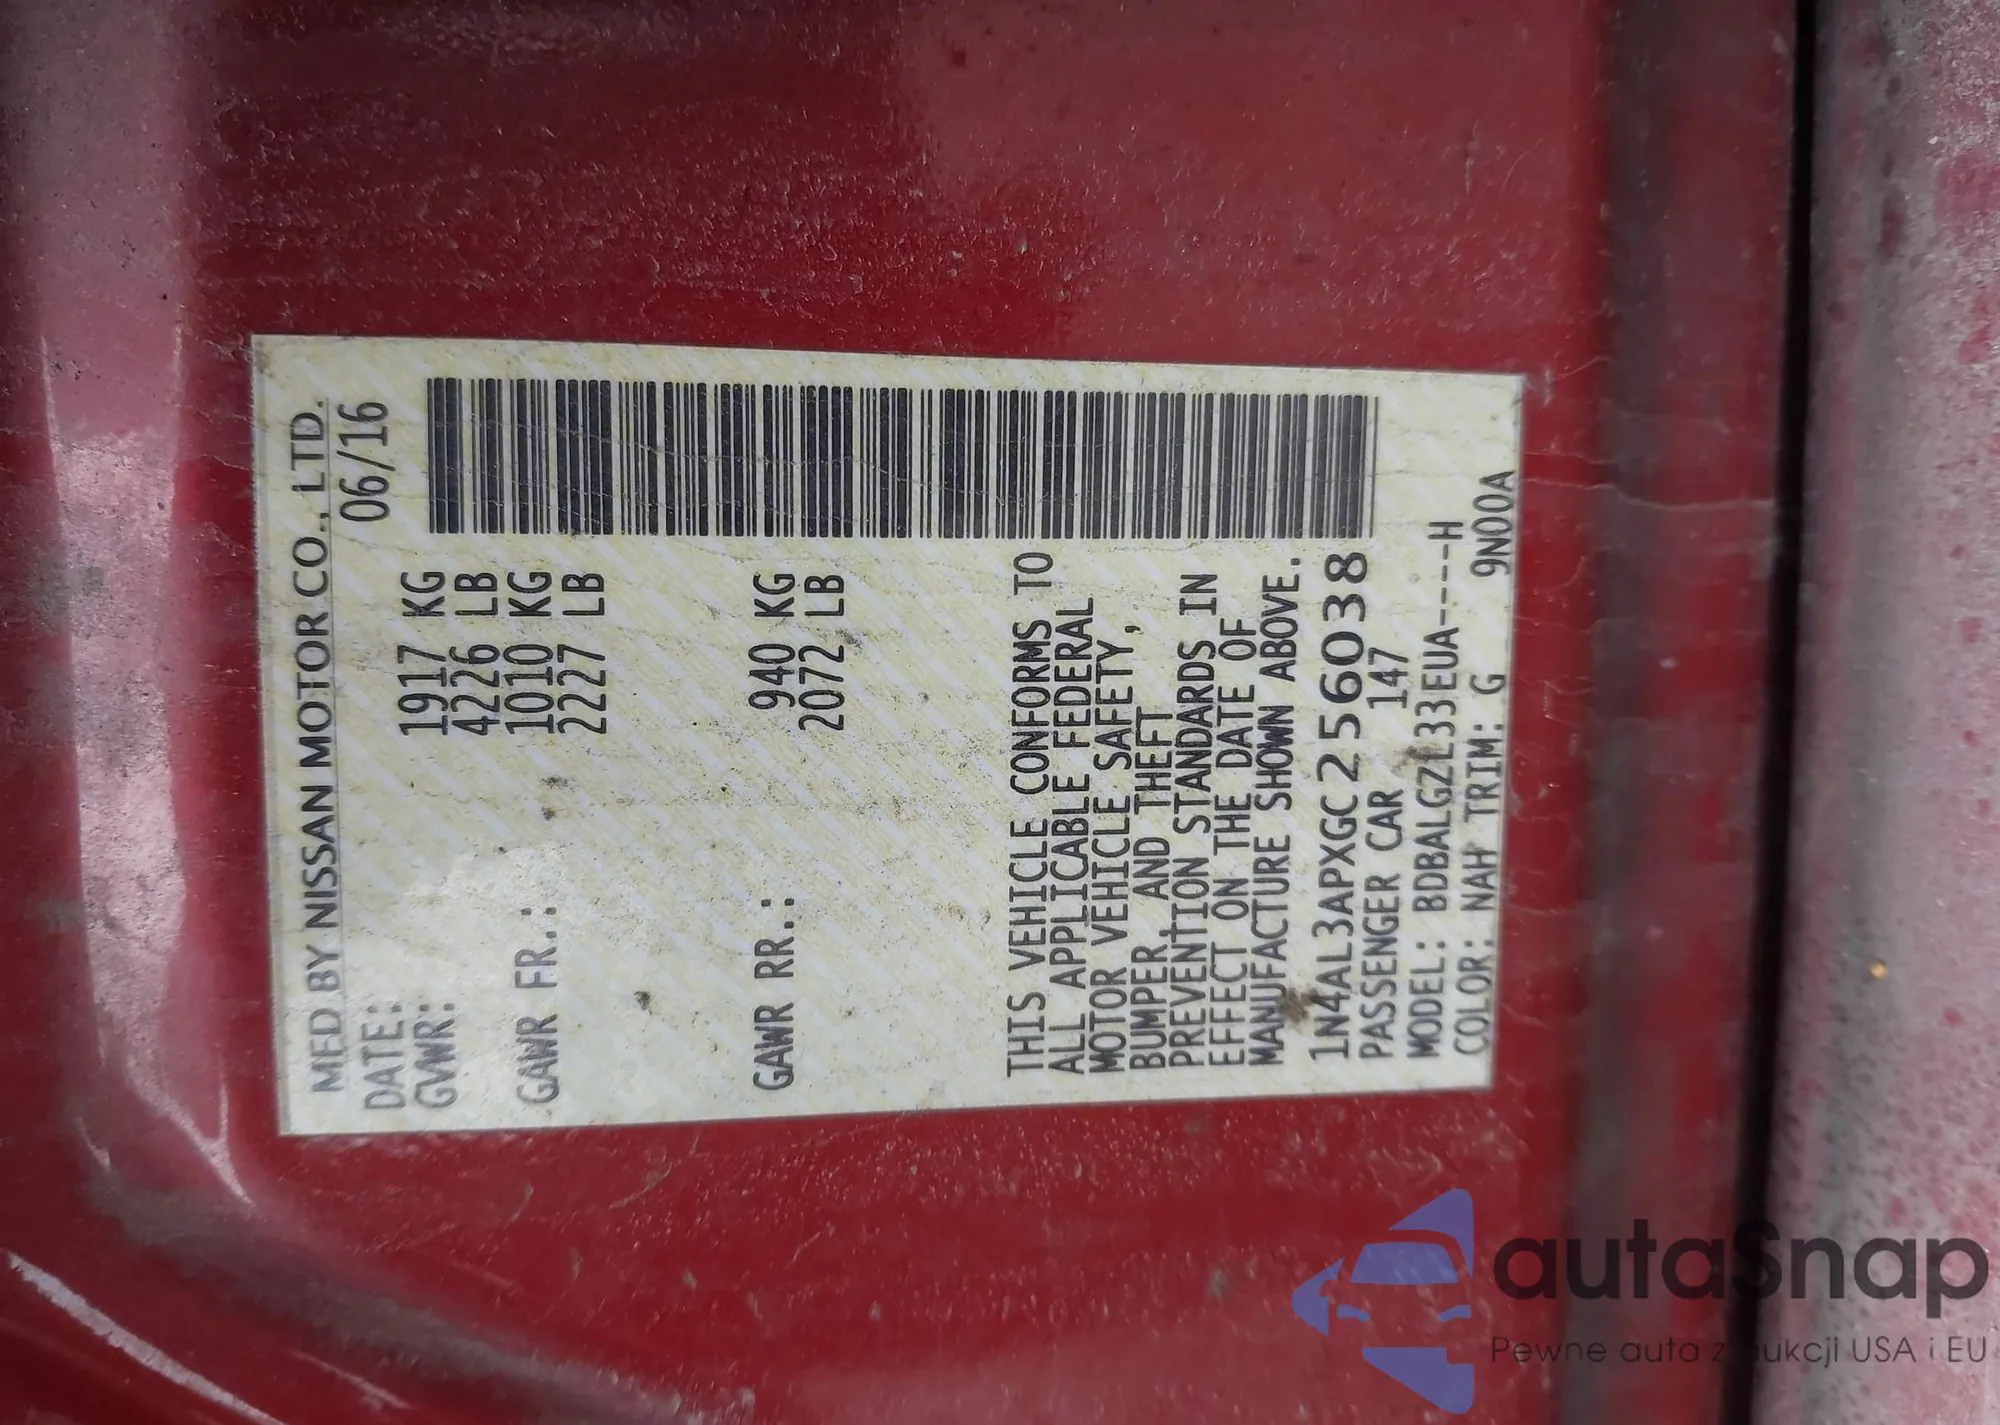 MFD BY NISSAN MOTOR CO., LTD.
DATE: 06/16
GVWR: 1917 KG
4226 LB
GAWR FR.: 1010 KG
2227 LB
GAWR RR.: 940 KG
2072 LB
THIS VEHICLE CONFORMS TO
ALL APPLICABLE FEDERAL
MOTOR VEHICLE SAFETY,
BUMPER, AND THEFT
PREVENTION STANDARDS IN
EFFECT ON THE DATE OF
MANUFACTURE SHOWN ABOVE.
1N4AL3APXGC256038
PASSENGER CAR 147
MODEL: BDBALGZL33EUA----H
COLOR: NAH TRIM: G 9N00A
autaSnap
Pewne auta z aukcji USA i EU